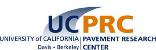 UCPRC
UNIVERSITY of CALIFORNIA | PAVEMENT RESEARCH
Davis • Berkeley | CENTER